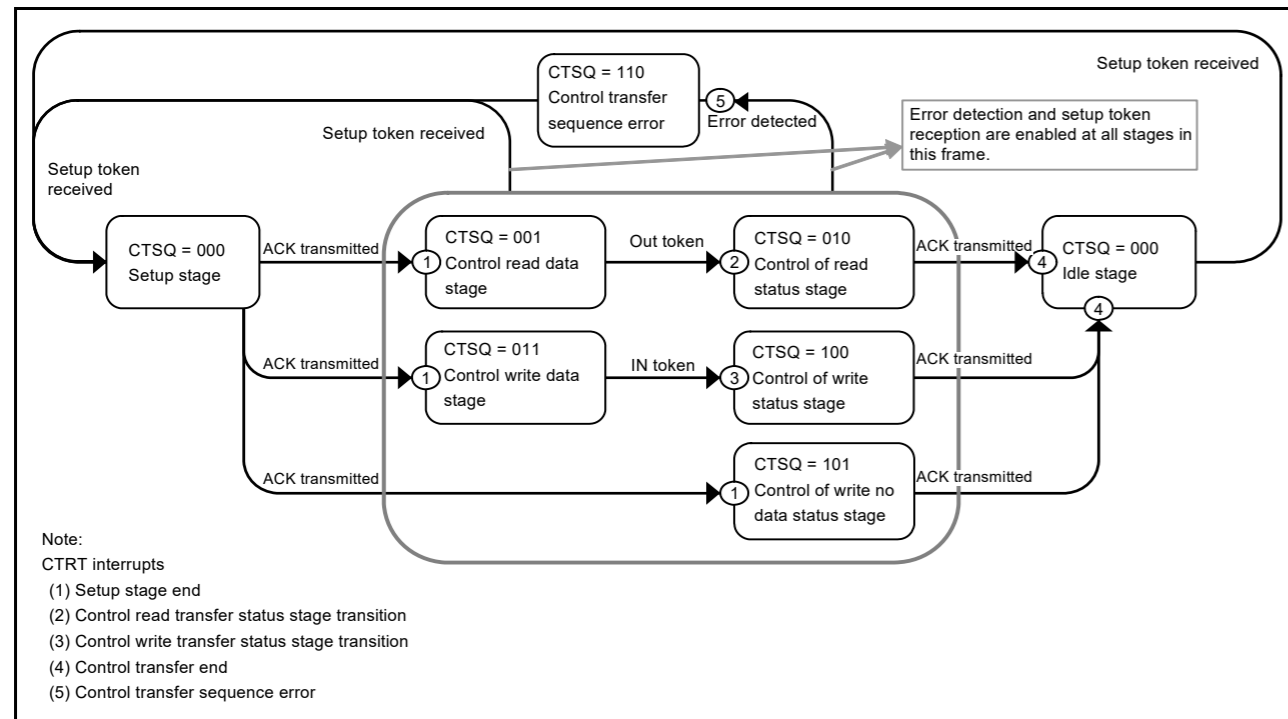 Setup token received
CTSQ = 110
Control transfer
sequence error
5
Error detected
Error detection and setup token
reception are enabled at all stages in
this frame.
Setup token received
Setup token
received
CTSQ = 000
Setup stage
ACK transmitted
1
CTSQ = 001
Control read data
stage
Out token
2
CTSQ = 010
Control of read
status stage
ACK transmitted
4
CTSQ = 000
Idle stage
4
ACK transmitted
1
CTSQ = 011
Control write data
stage
IN token
3
CTSQ = 100
Control of write
status stage
ACK transmitted
ACK transmitted
1
CTSQ = 101
Control of write no
data status stage
ACK transmitted
Note:
CTRT interrupts
(1) Setup stage end
(2) Control read transfer status stage transition
(3) Control write transfer status stage transition
(4) Control transfer end
(5) Control transfer sequence error